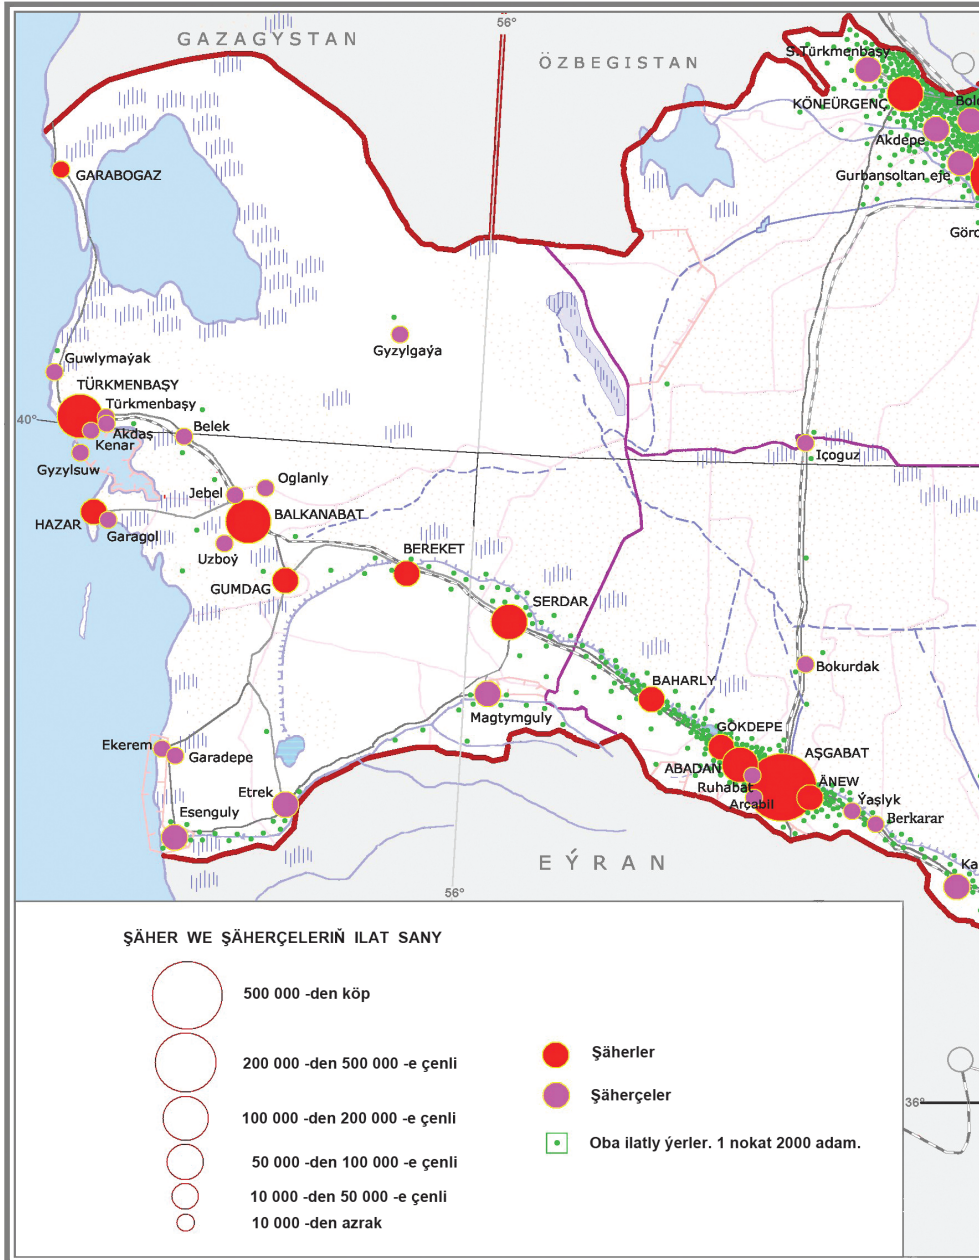 56°
GAZAGYSTAN
ÖZBEGISTAN
S.Türkmenbaşy
KÖNEÜRGENÇ
Akdepe
Gurbansoltan eje
GARABOGAZ
Gyzylgaýa
Guwlymaýak
TÜRKMENBAŞY
Türkmenbaşy
40°
Akdaş
Belek
Kenar
Gyzylsuw
Içoguz
Oglanly
Jebel
HAZAR
BALKANABAT
Garagol
Uzboý
BEREKET
GUMDAG
SERDAR
Bokurdak
BAHARLY
Magtymguly
GÖKDEPE
Ekerem
Garadepe
AŞGABAT
ABADAN
Ruhabat
ÄNEW
Etrek
Arçabil
Ýaşlyk
Esenguly
Berkarar
EÝRAN
Ka
56°
ŞÄHER WE ŞÄHERÇELERIŇ ILAT SANY
500 000 -den köp
200 000 -den 500 000 -e çenli
100 000 -den 200 000 -e çenli
50 000 -den 100 000 -e çenli
10 000 -den 50 000 -e çenli
10 000 -den azrak
Şäherler
Şäherçeler
Oba ilatly ýerler. 1 nokat 2000 adam.
36°